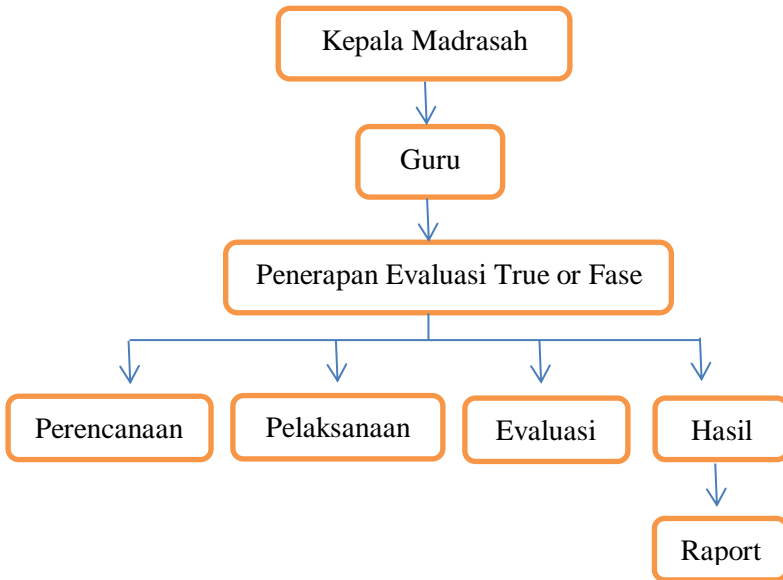 Kepala Madrasah
Guru
Penerapan Evaluasi True or Fase
Perencanaan
Pelaksanaan
Evaluasi
Hasil
Raport